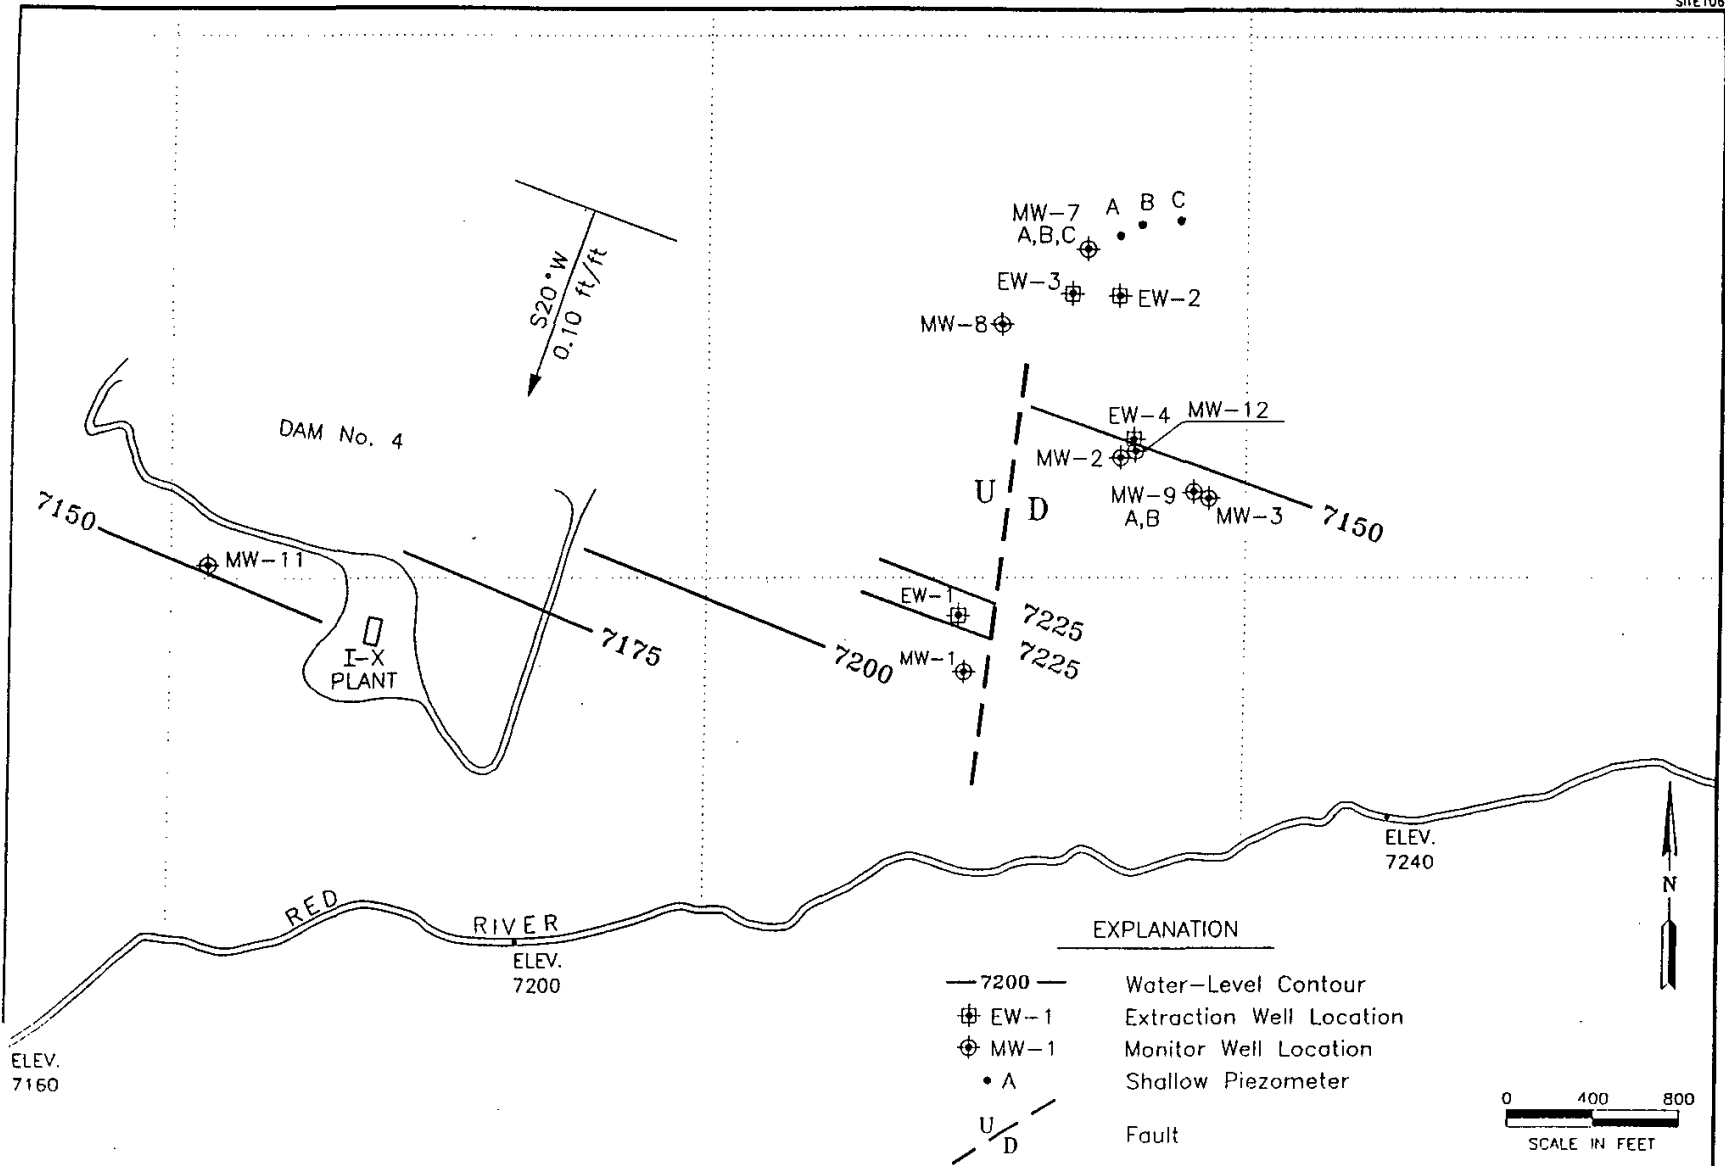 SITE106
MW-7
A,B,C
A
B
C
EW-3
EW-2
MW-8
S20°W
0.10 ft/ft
DAM No. 4
EW-4
MW-12
MW-2
MW-9
A,B
MW-3
7150
U
D
7150
MW-11
EW-1
7225
7225
7175
7200
MW-1
I-X
PLANT
RED
RIVER
ELEV.
7240
ELEV.
7200
ELEV.
7160
N
EXPLANATION
7200 Water-Level Contour
EW-1 Extraction Well Location
MW-1 Monitor Well Location
A Shallow Piezometer
U
D
Fault
0 400 800
SCALE IN FEET